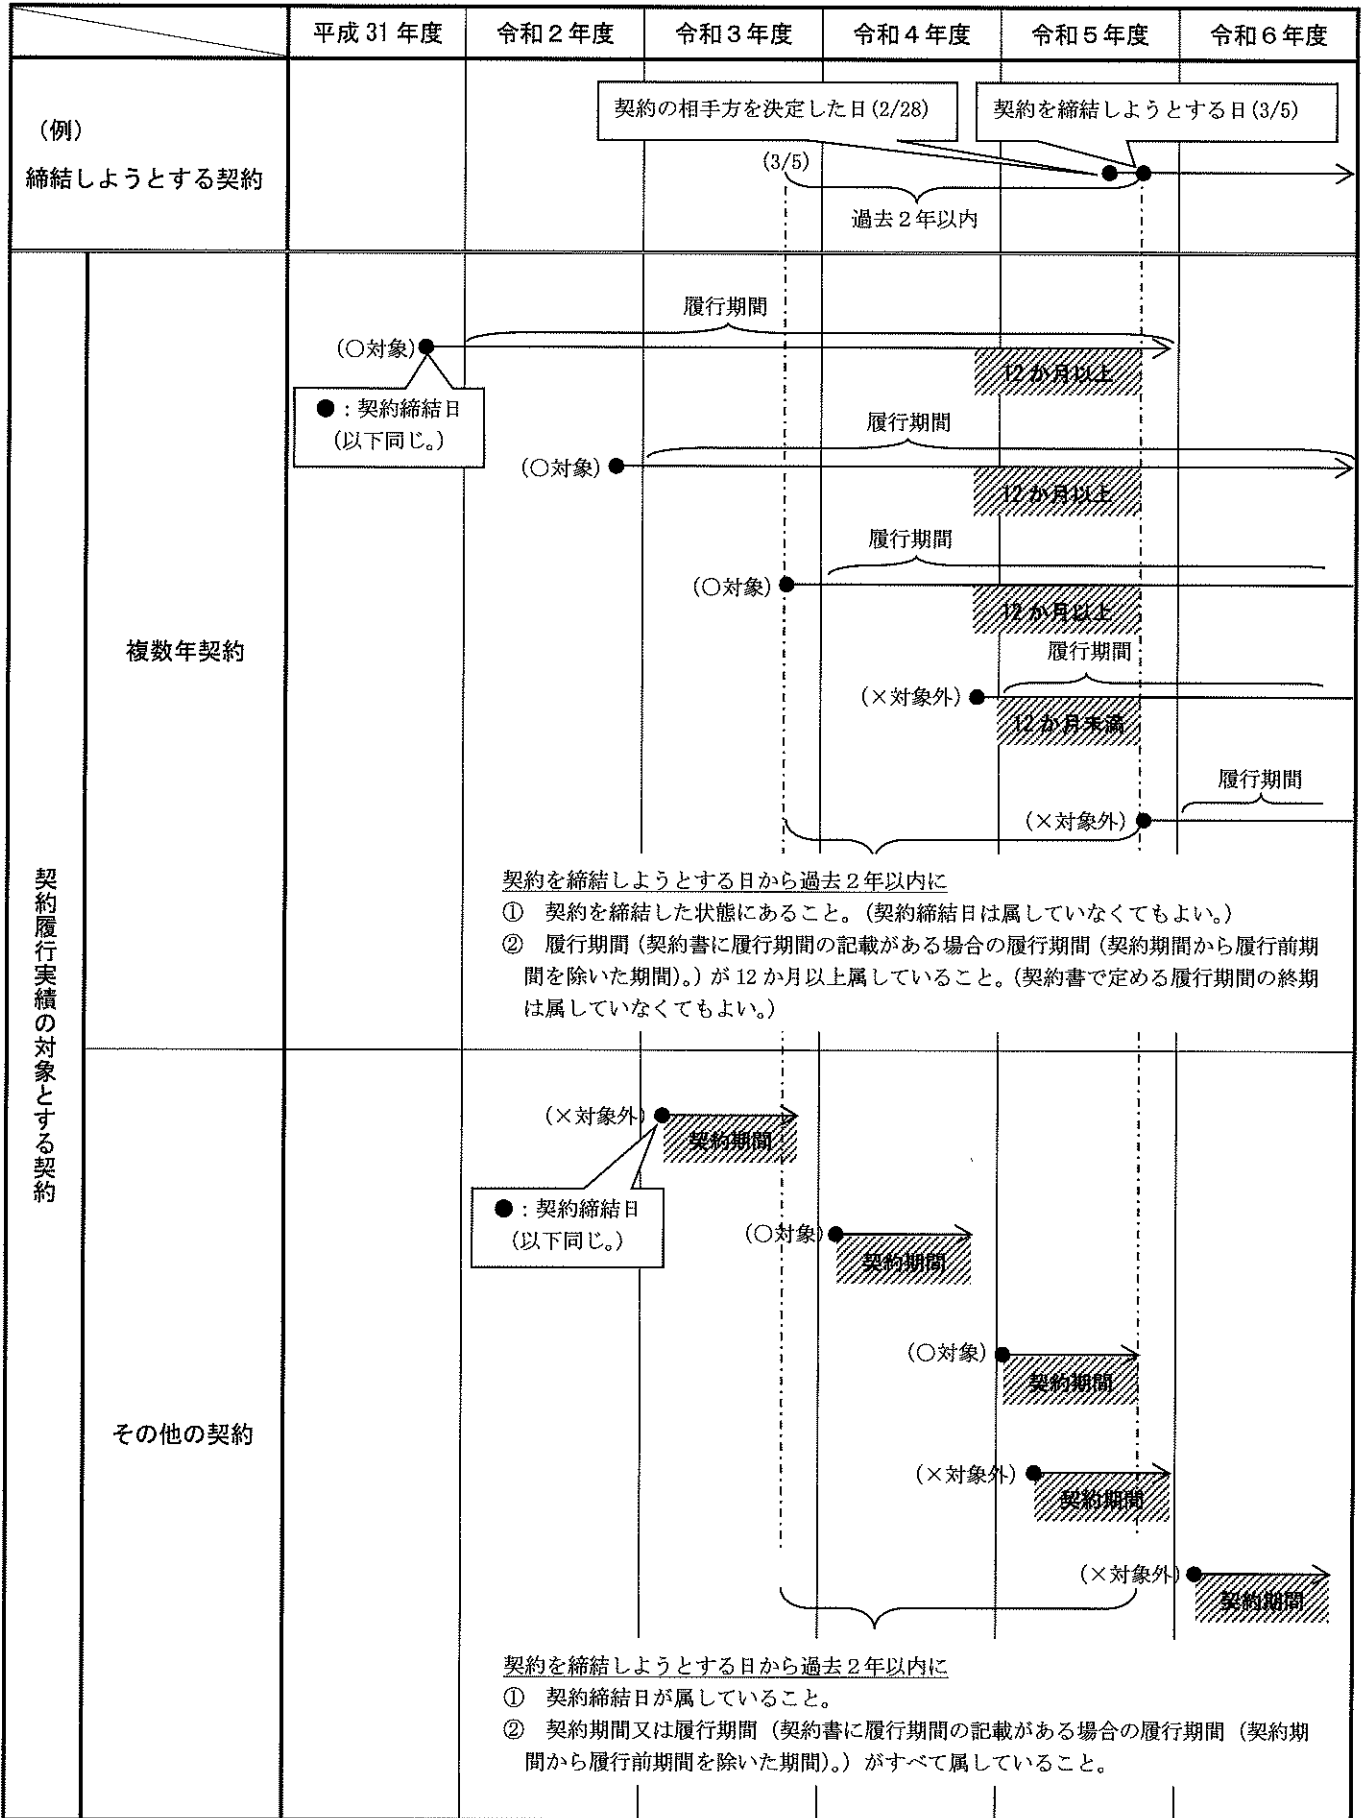 平成 31 年度 令和２年度 令和３年度 令和４年度 令和５年度 令和６年度
契約の相手方を決定した日(2/28)
契約を締結しようとする日(3/5)
（例）
締結しようとする契約
(3/5)
過去２年以内
契約履行実績の対象とする契約
複数年契約
履行期間
（○対象）
12 か月以上
●：契約締結日
（以下同じ。）
履行期間
（○対象）
12 か月以上
履行期間
（○対象）
12 か月以上
履行期間
（×対象外）
12 か月未満
履行期間
（×対象外）
契約を締結しようとする日から過去２年以内に
① 契約を締結した状態にあること。（契約締結日は属していなくてもよい。）
② 履行期間（契約書に履行期間の記載がある場合の履行期間（契約期間から履行前期
間を除いた期間）。）が 12 か月以上属していること。（契約書で定める履行期間の終期
は属していなくてもよい。）
その他の契約
（×対象外）
契約期間
●：契約締結日
（以下同じ。）
（○対象）
契約期間
（○対象）
契約期間
（×対象外）
契約期間
（×対象外）
契約期間
契約を締結しようとする日から過去２年以内に
① 契約締結日が属していること。
② 契約期間又は履行期間（契約書に履行期間の記載がある場合の履行期間（契約期
間から履行前期間を除いた期間）。）がすべて属していること。